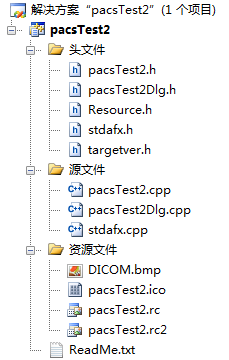 解决方案“pacsTest2”(1 个项目)
pacsTest2
头文件
pacsTest2.h
pacsTest2Dlg.h
Resource.h
stdafx.h
targetver.h
源文件
pacsTest2.cpp
pacsTest2Dlg.cpp
stdafx.cpp
资源文件
DICOM.bmp
pacsTest2.ico
pacsTest2.rc
pacsTest2.rc2
ReadMe.txt